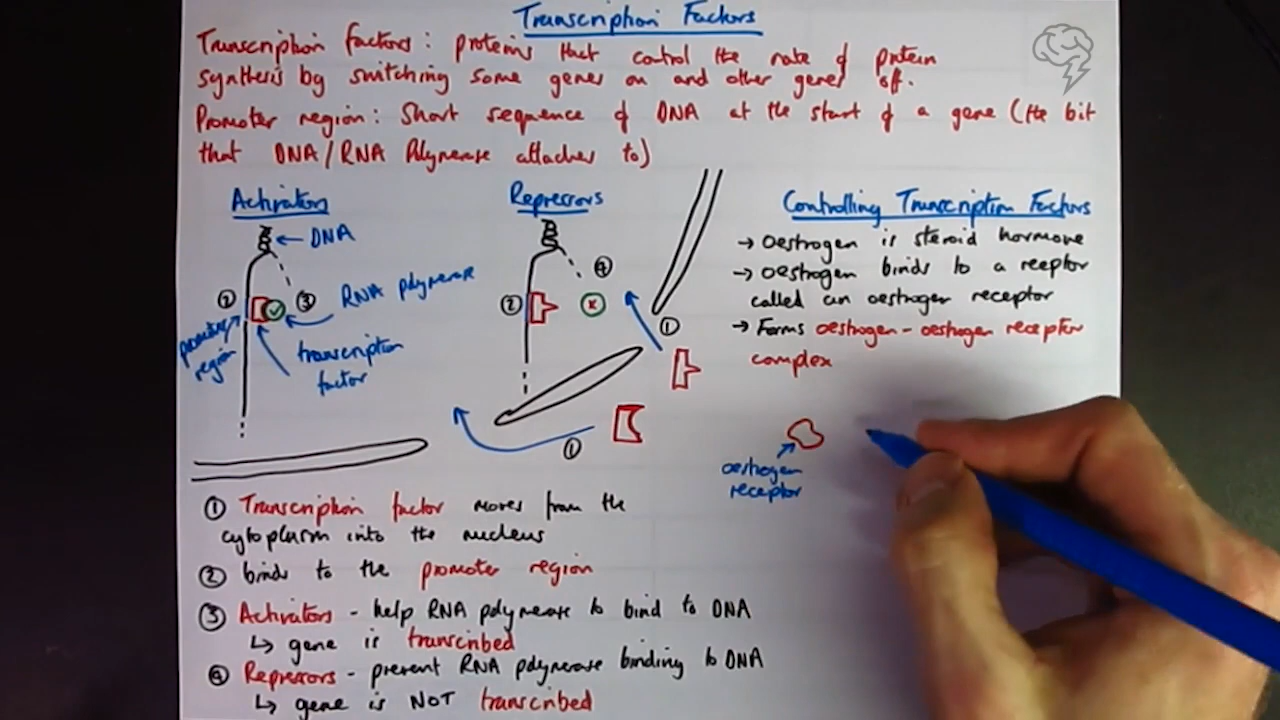 Transcription Factors
Transcription factors: proteins that control the rate of protein
synthesis by switching some genes on and other genes off.
Promoter region: Short sequence of DNA at the start of a gene (the bit
that DNA/RNA Polymerase attaches to)
Activators
DNA
②
③
RNA polymerase
promoter
region
transcription
factor
Repressors
④
②
①
①
Controlling Transcription Factors
→ Oestrogen is steroid hormone
→ oestrogen binds to a receptor
called an oestrogen receptor
→ Forms oestrogen-oestrogen receptor
complex
oestrogen
receptor
① Transcription factor moves from the
cytoplasm into the nucleus
② binds to the promoter region
③ Activators - help RNA polymerase to bind to DNA
↳ gene is transcribed
④ Repressors - prevent RNA polymerase binding to DNA
↳ gene is NOT transcribed